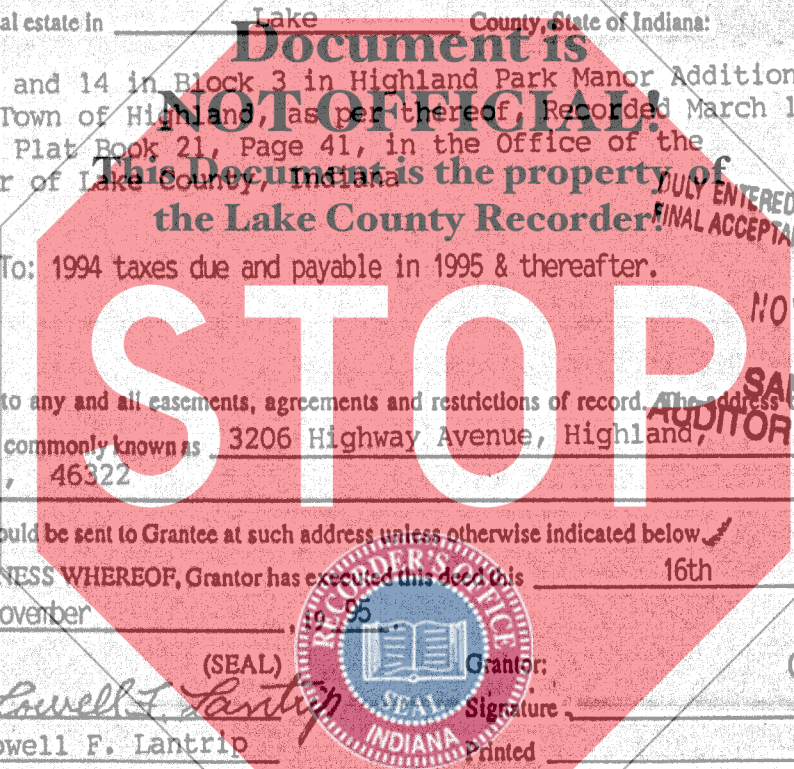 al estate in Lake County, State of Indiana:
Document is
and 14 in Block 3 in Highland Park Manor Addition
NOT OFFICIAL!
Town of Highland, as per thereof, Recorded March 1
Plat Book 21, Page 41, in the Office of the
This Document is the property of
r of Lake County, Indiana
the Lake County Recorder!
DULY ENTERED
FINAL ACCEPTA
To: 1994 taxes due and payable in 1995 & thereafter.
NO
STOP
SA
AUDITOR
to any and all easements, agreements and restrictions of record. The address
commonly known as 3206 Highway Avenue, Highland,
, 46322
ould be sent to Grantee at such address unless otherwise indicated below
NESS WHEREOF, Grantor has executed this deed this 16th
ovember , 19 95 .
RECORDER'S OFFICE
SEAL
INDIANA
(SEAL) Grantor: (
Lowell F. Lantrip Signature
owell F. Lantrip Printed